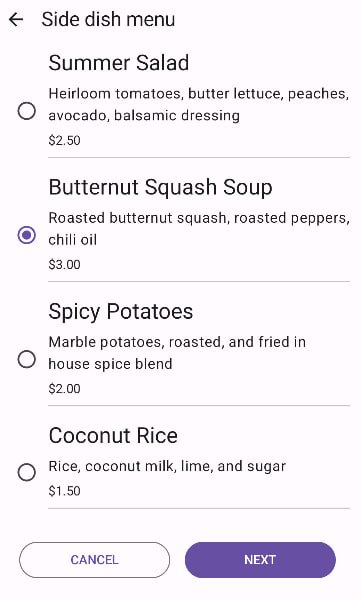 Side dish menu
Summer Salad
Heirloom tomatoes, butter lettuce, peaches,
avocado, balsamic dressing
$2.50
Butternut Squash Soup
Roasted butternut squash, roasted peppers,
chili oil
$3.00
Spicy Potatoes
Marble potatoes, roasted, and fried in
house spice blend
$2.00
Coconut Rice
Rice, coconut milk, lime, and sugar
$1.50
CANCEL NEXT